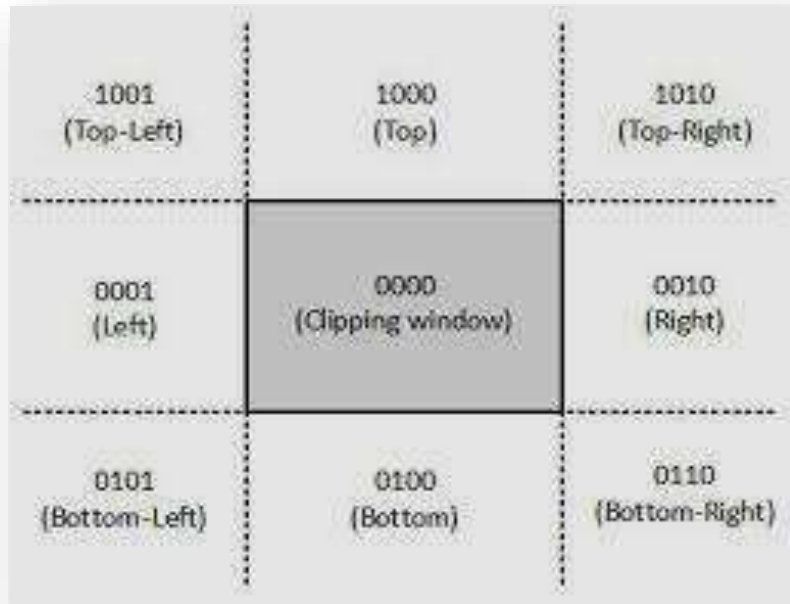 1001
(Top-Left)
1000
(Top)
1010
(Top-Right)
0001
(Left)
0000
(Clipping window)
0010
(Right)
0101
(Bottom-Left)
0100
(Bottom)
0110
(Bottom-Right)